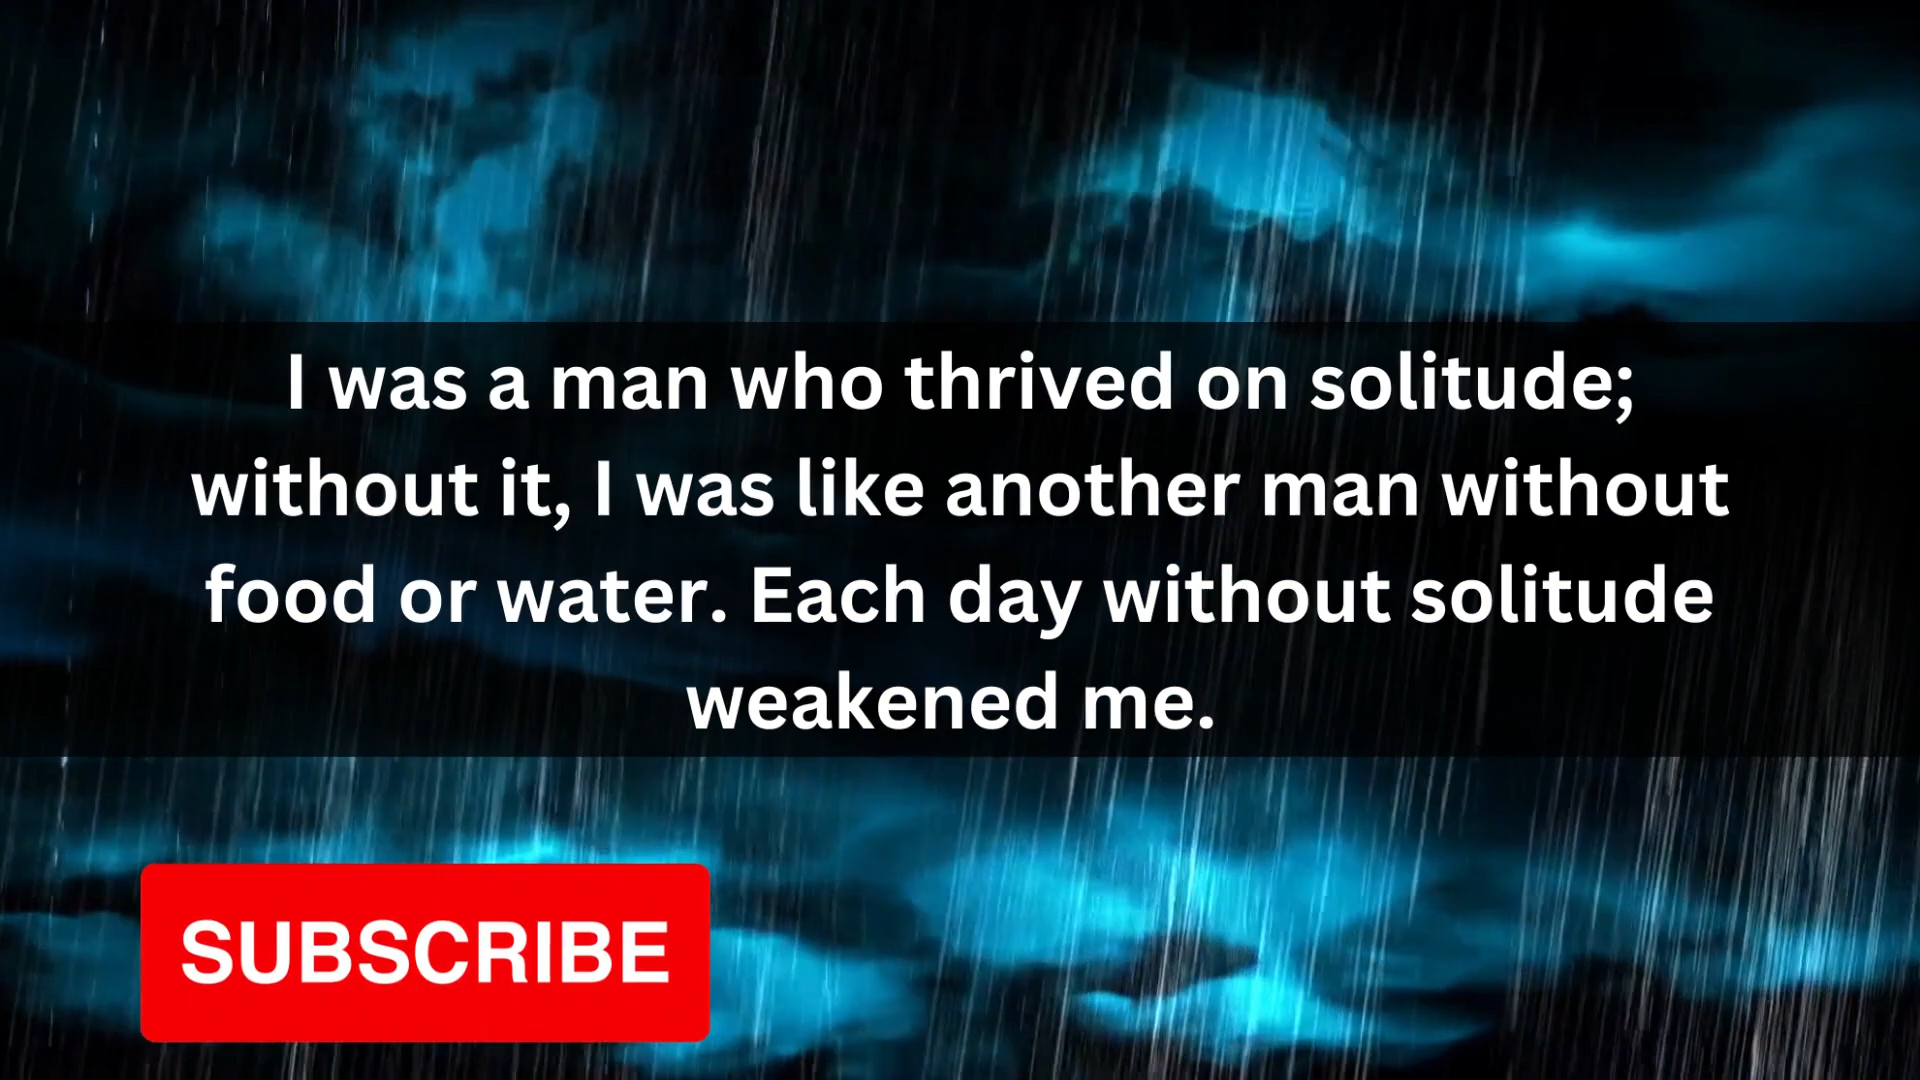 I was a man who thrived on solitude;
without it, I was like another man without
food or water. Each day without solitude
weakened me.
SUBSCRIBE